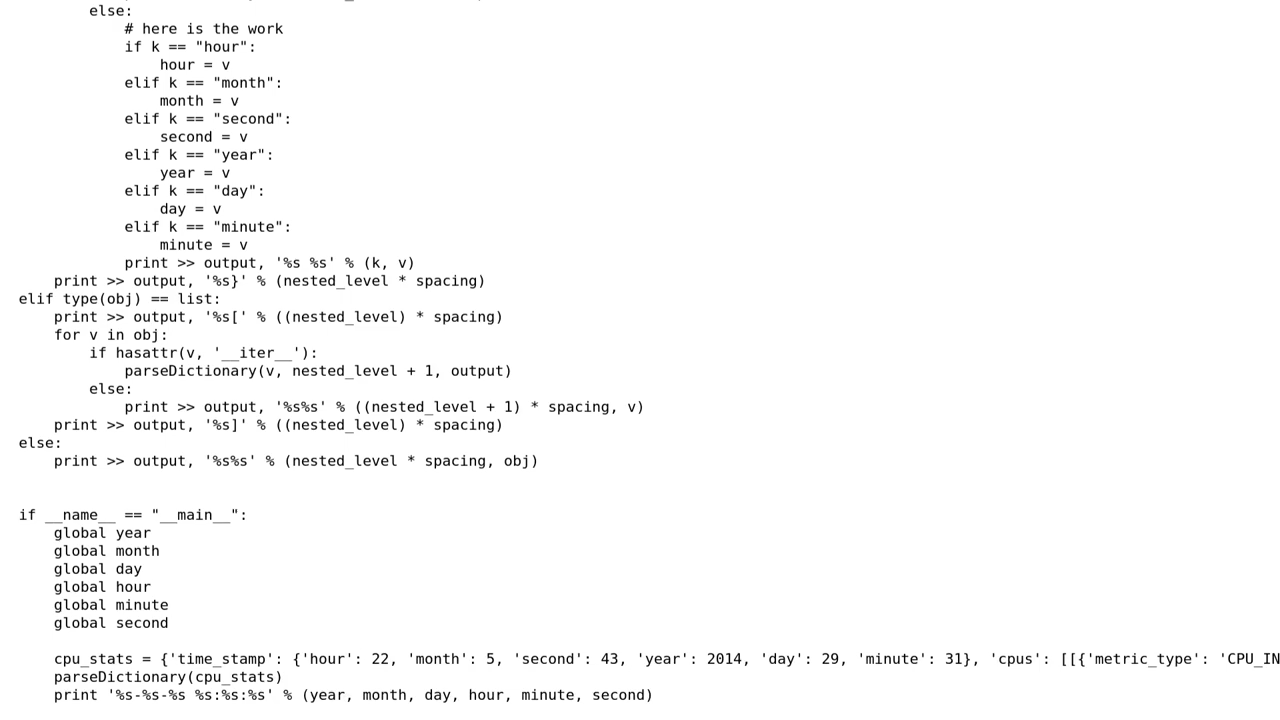 else:
# here is the work
if k == "hour":
hour = v
elif k == "month":
month = v
elif k == "second":
second = v
elif k == "year":
year = v
elif k == "day":
day = v
elif k == "minute":
minute = v
print >> output, '%s %s' % (k, v)
print >> output, '%s}' % (nested_level * spacing)
elif type(obj) == list:
print >> output, '%s[' % ((nested_level) * spacing)
for v in obj:
if hasattr(v, '__iter__'):
parseDictionary(v, nested_level + 1, output)
else:
print >> output, '%s%s' % ((nested_level + 1) * spacing, v)
print >> output, '%s]' % ((nested_level) * spacing)
else:
print >> output, '%s%s' % (nested_level * spacing, obj)
if __name__ == "__main__":
global year
global month
global day
global hour
global minute
global second
cpu_stats = {'time_stamp': {'hour': 22, 'month': 5, 'second': 43, 'year': 2014, 'day': 29, 'minute': 31}, 'cpus': [[{'metric_type': 'CPU_IN
parseDictionary(cpu_stats)
print '%s-%s-%s %s:%s:%s' % (year, month, day, hour, minute, second)